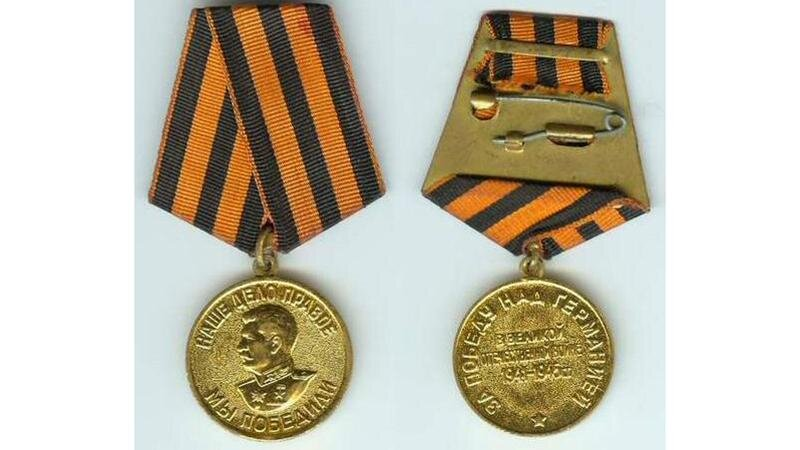 НАШЕ ДЕЛО ПРАВОЕ
МЫ ПОБЕДИЛИ
ЗА ПОБЕДУ НАД ГЕРМАНИЕЙ
В ВЕЛИКОЙ
ОТЕЧЕСТВЕННОЙ ВОЙНЕ
1941-1945 гг